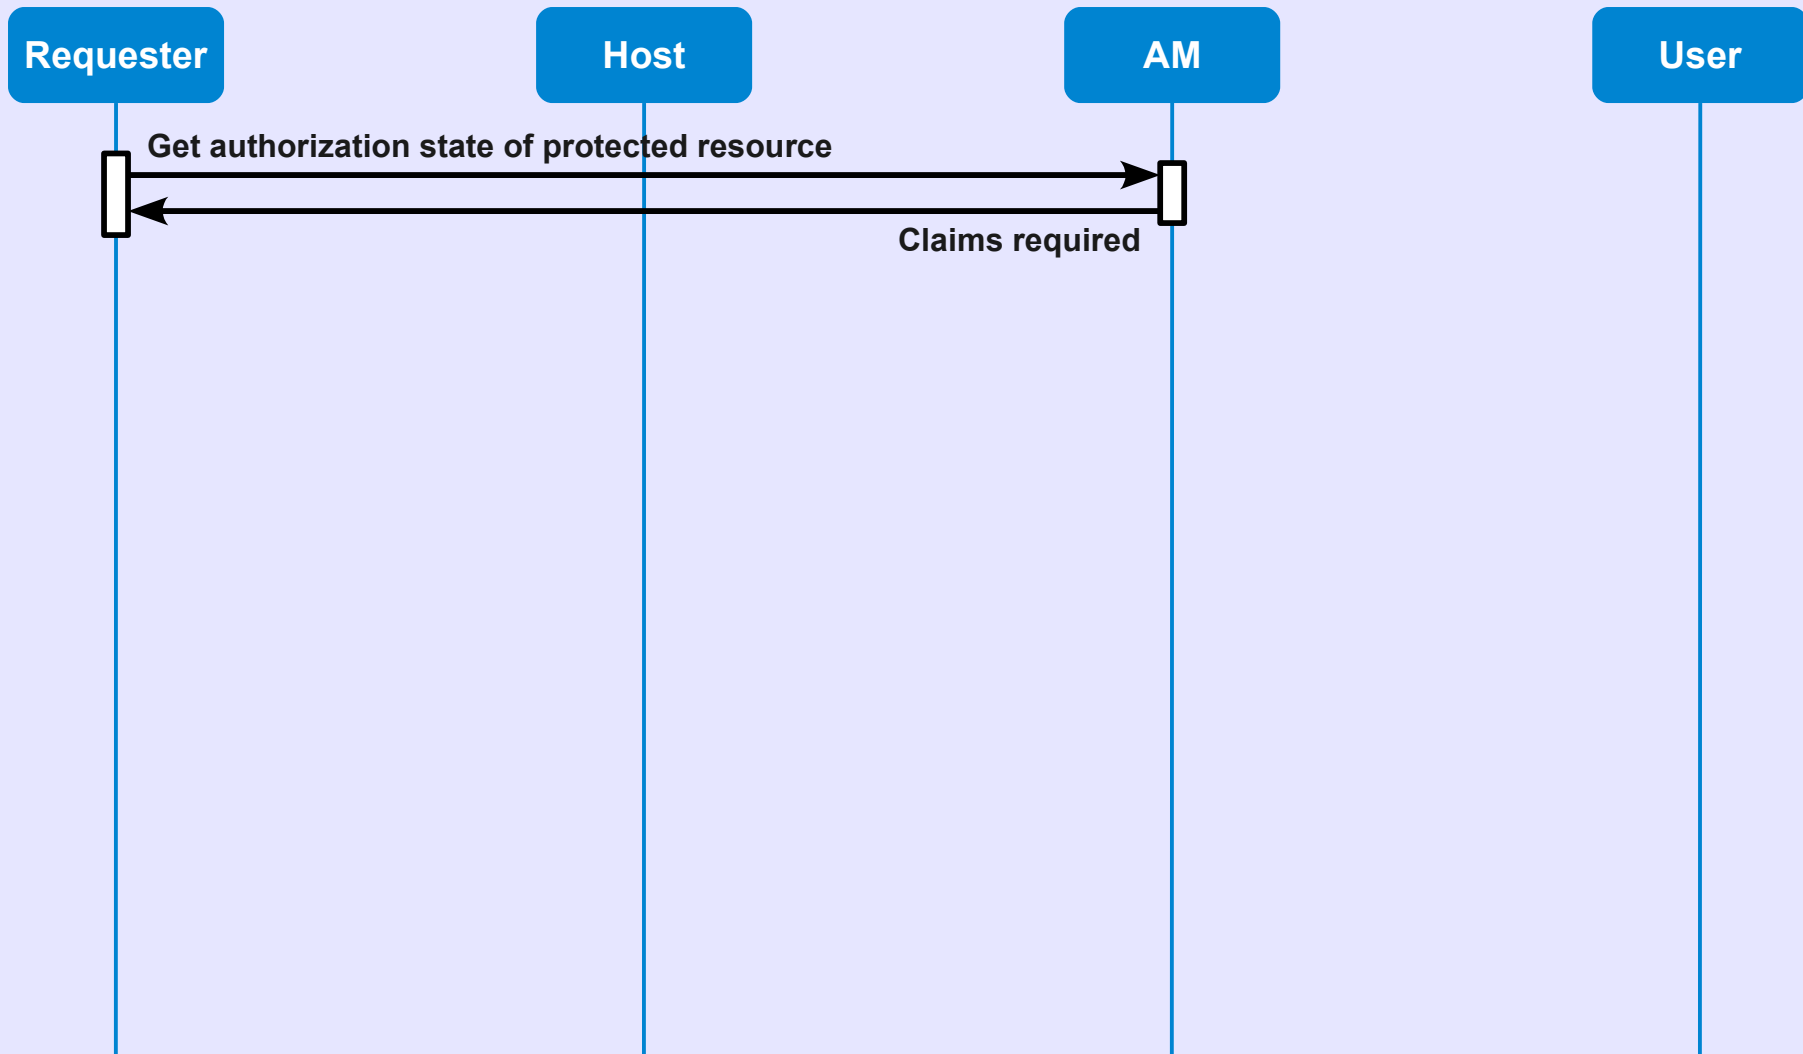 Requester
Host
AM
User
Get authorization state of protected resource
Claims required